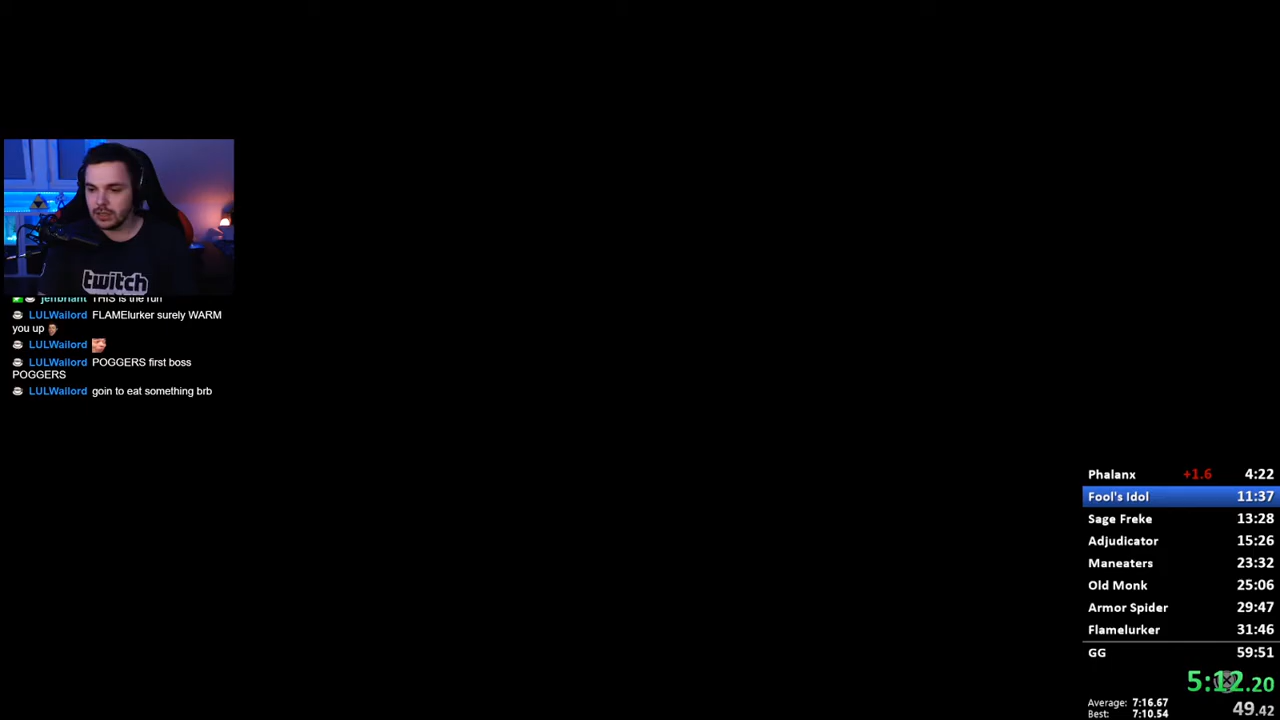 twitch
jeffbriant THIS is the run
LULWailord FLAMElurker surely WARM
you up
LULWailord
LULWailord POGGERS first boss
POGGERS
LULWailord goin to eat something brb
Phalanx +1.6 4:22
Fool's Idol 11:37
Sage Freke 13:28
Adjudicator 15:26
Maneaters 23:32
Old Monk 25:06
Armor Spider 29:47
Flamelurker 31:46
GG 59:51
5:12.20
Average: 7:16.67
Best: 7:10.54 49.42